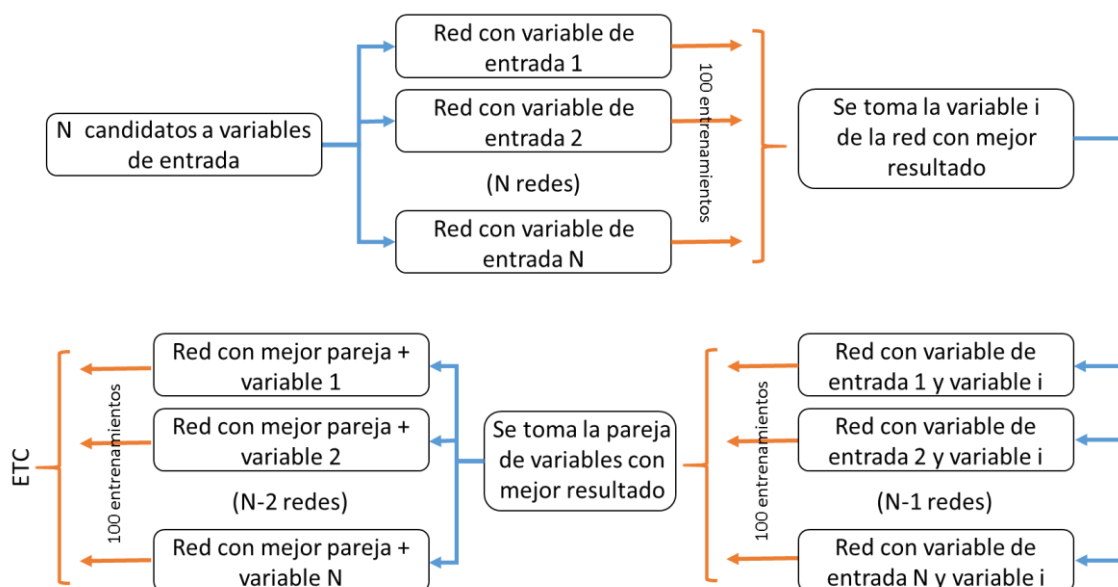 N candidatos a variables
de entrada
Red con variable de
entrada 1
Red con variable de
entrada 2
(N redes)
Red con variable de
entrada N
100 entrenamientos
Se toma la variable i
de la red con mejor
resultado
Red con variable de
entrada 1 y variable i
Red con variable de
entrada 2 y variable i
(N-1 redes)
Red con variable de
entrada N y variable i
100 entrenamientos
Se toma la pareja
de variables con
mejor resultado
Red con mejor pareja +
variable 1
Red con mejor pareja +
variable 2
(N-2 redes)
Red con mejor pareja +
variable N
100 entrenamientos
ETC